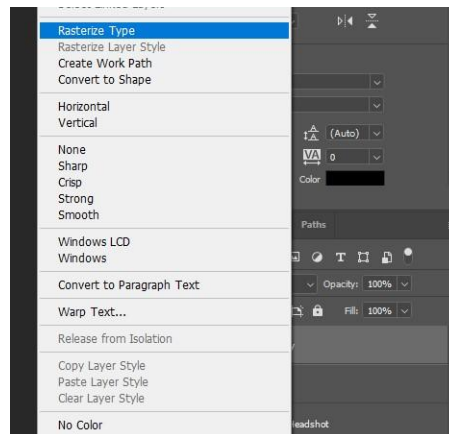 Rasterize Type
Rasterize Layer Style
Create Work Path
Convert to Shape
Horizontal
Vertical
None
Sharp
Crisp
Strong
Smooth
Windows LCD
Windows
Convert to Paragraph Text
Warp Text...
Release from Isolation
Copy Layer Style
Paste Layer Style
Clear Layer Style
No Color
(Auto)
VA 0
Color
Paths
T
Opacity: 100%
Fill: 100%
eadshot